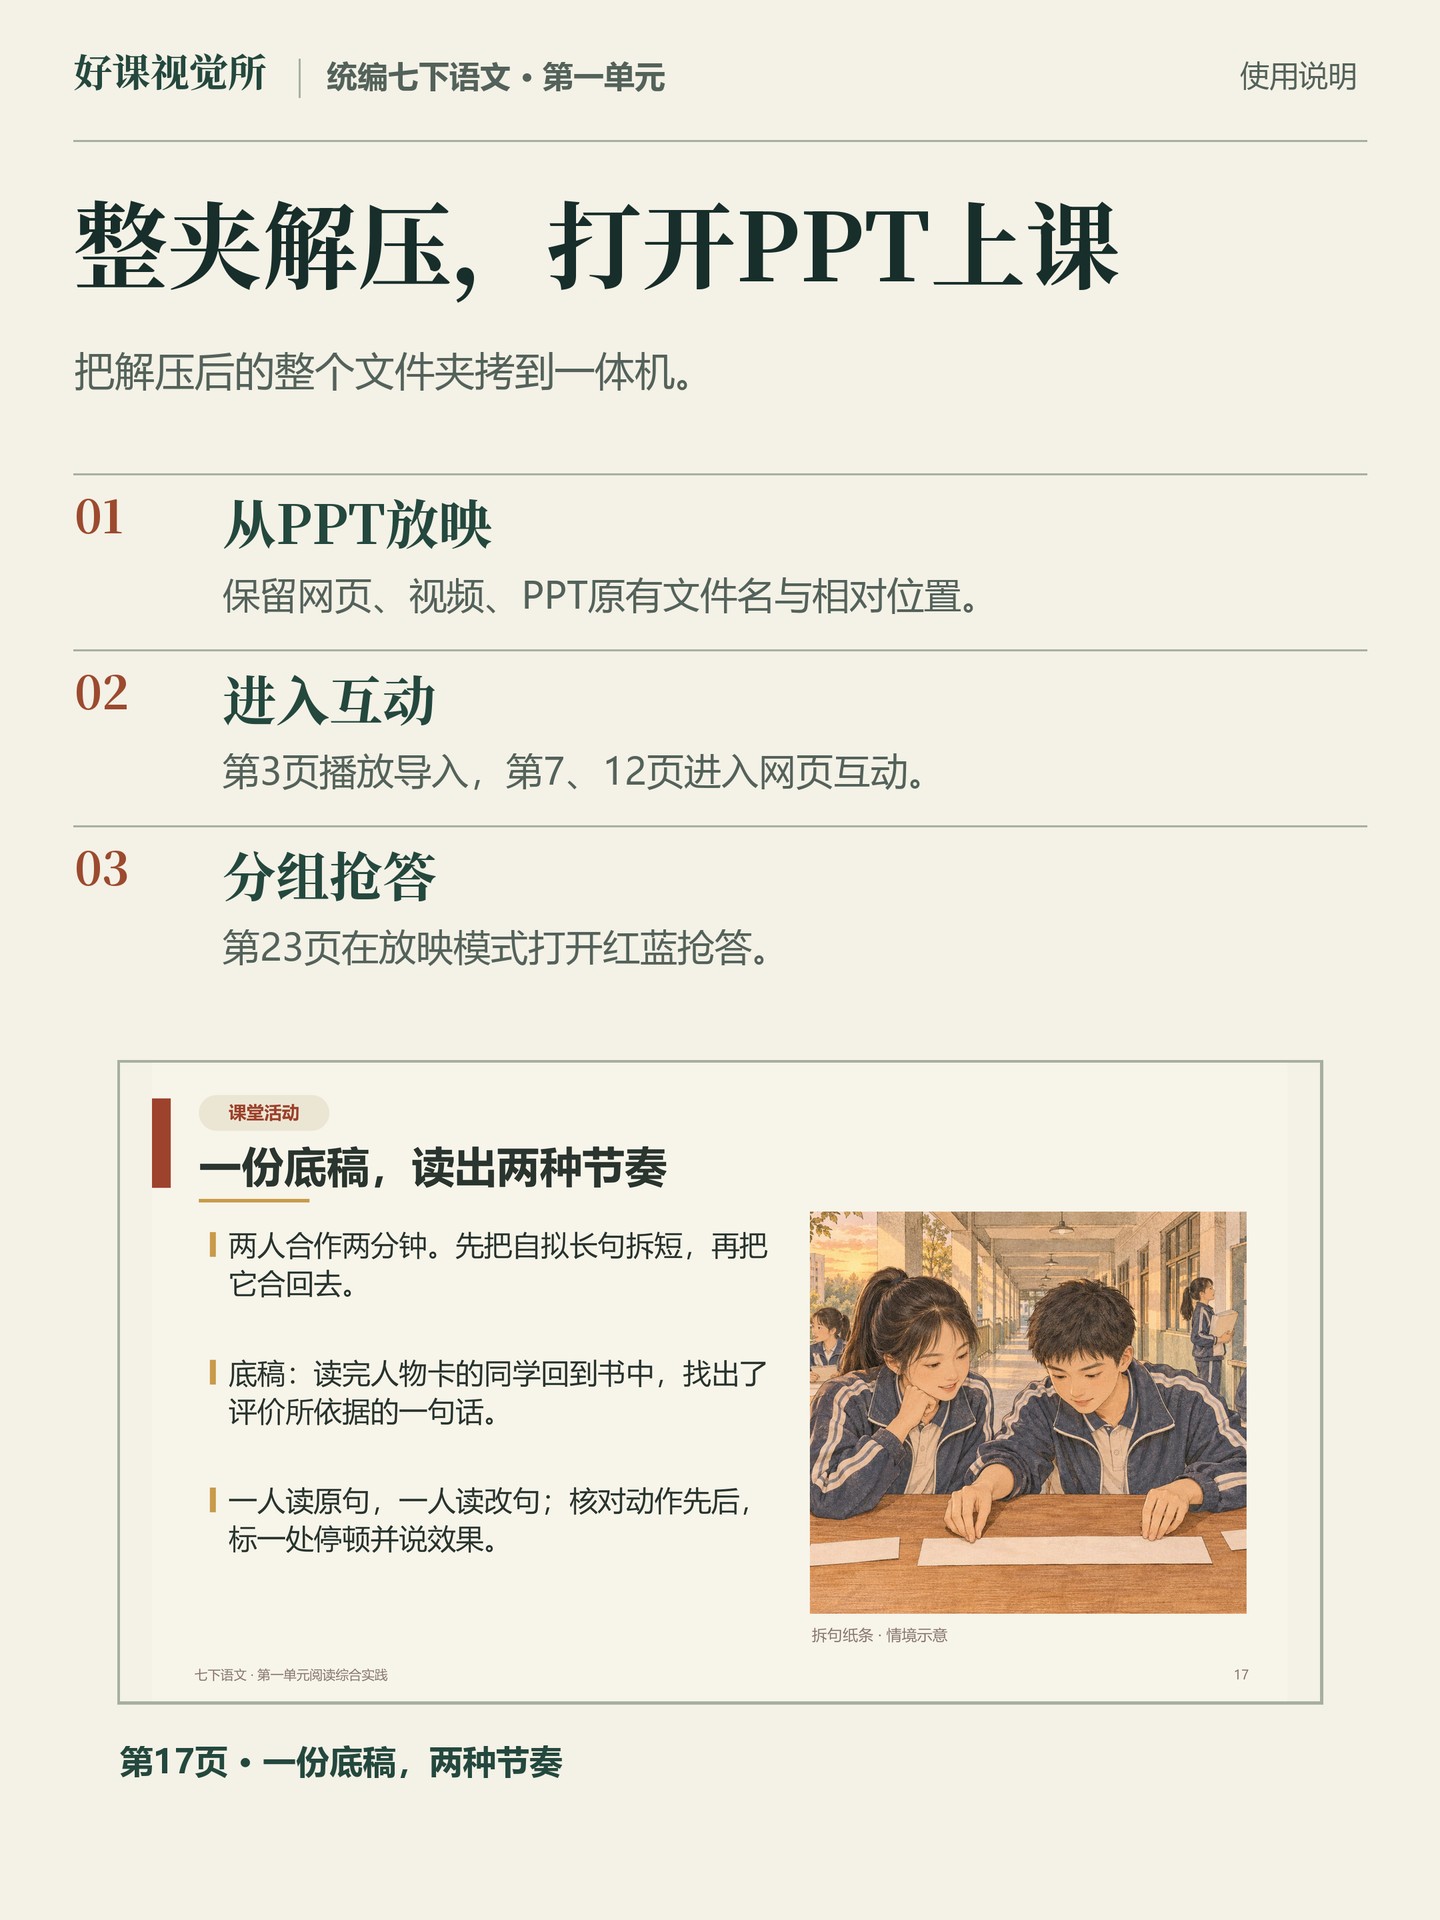 好课视觉所
统编七下语文·第一单元
使用说明
整夹解压，打开PPT上课
把解压后的整个文件夹拷到一体机。
01
从PPT放映
保留网页、视频、PPT原有文件名与相对位置。
02
进入互动
第3页播放导入，第7、12页进入网页互动。
03
分组抢答
第23页在放映模式打开红蓝抢答。
课堂活动
一份底稿，读出两种节奏
两人合作两分钟。先把自拟长句拆短，再把
它合回去。
底稿：读完人物卡的同学回到书中，找出了
评价所依据的一句话。
一人读原句，一人读改句；核对动作先后，
标一处停顿并说效果。
拆句纸条·情境示意
七下语文·第一单元阅读综合实践
17
第17页·一份底稿，两种节奏